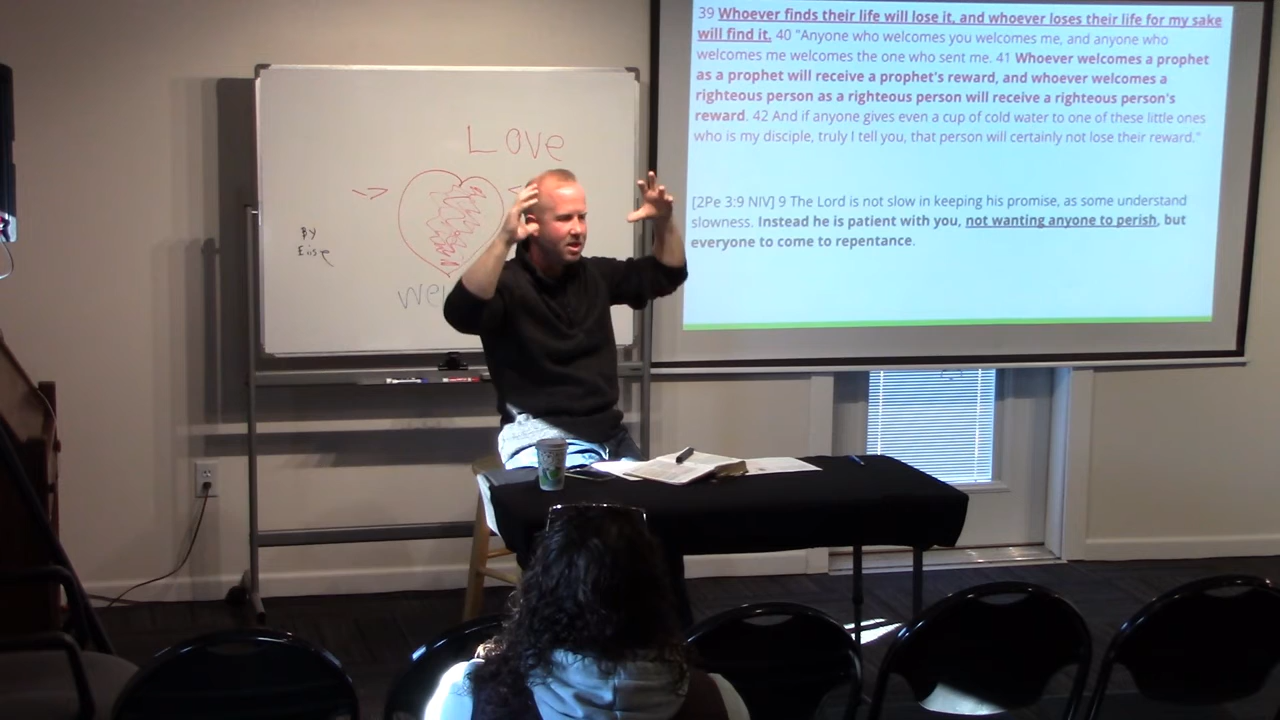 39 Whoever finds their life will lose it, and whoever loses their life for my sake
will find it. 40 "Anyone who welcomes you welcomes me, and anyone who
welcomes me welcomes the one who sent me. 41 Whoever welcomes a prophet
as a prophet will receive a prophet's reward, and whoever welcomes a
righteous person as a righteous person will receive a righteous person's
reward. 42 And if anyone gives even a cup of cold water to one of these little ones
who is my disciple, truly I tell you, that person will certainly not lose their reward."
[2Pe 3:9 NIV] 9 The Lord is not slow in keeping his promise, as some understand
slowness. Instead he is patient with you, not wanting anyone to perish, but
everyone to come to repentance.
Love
By